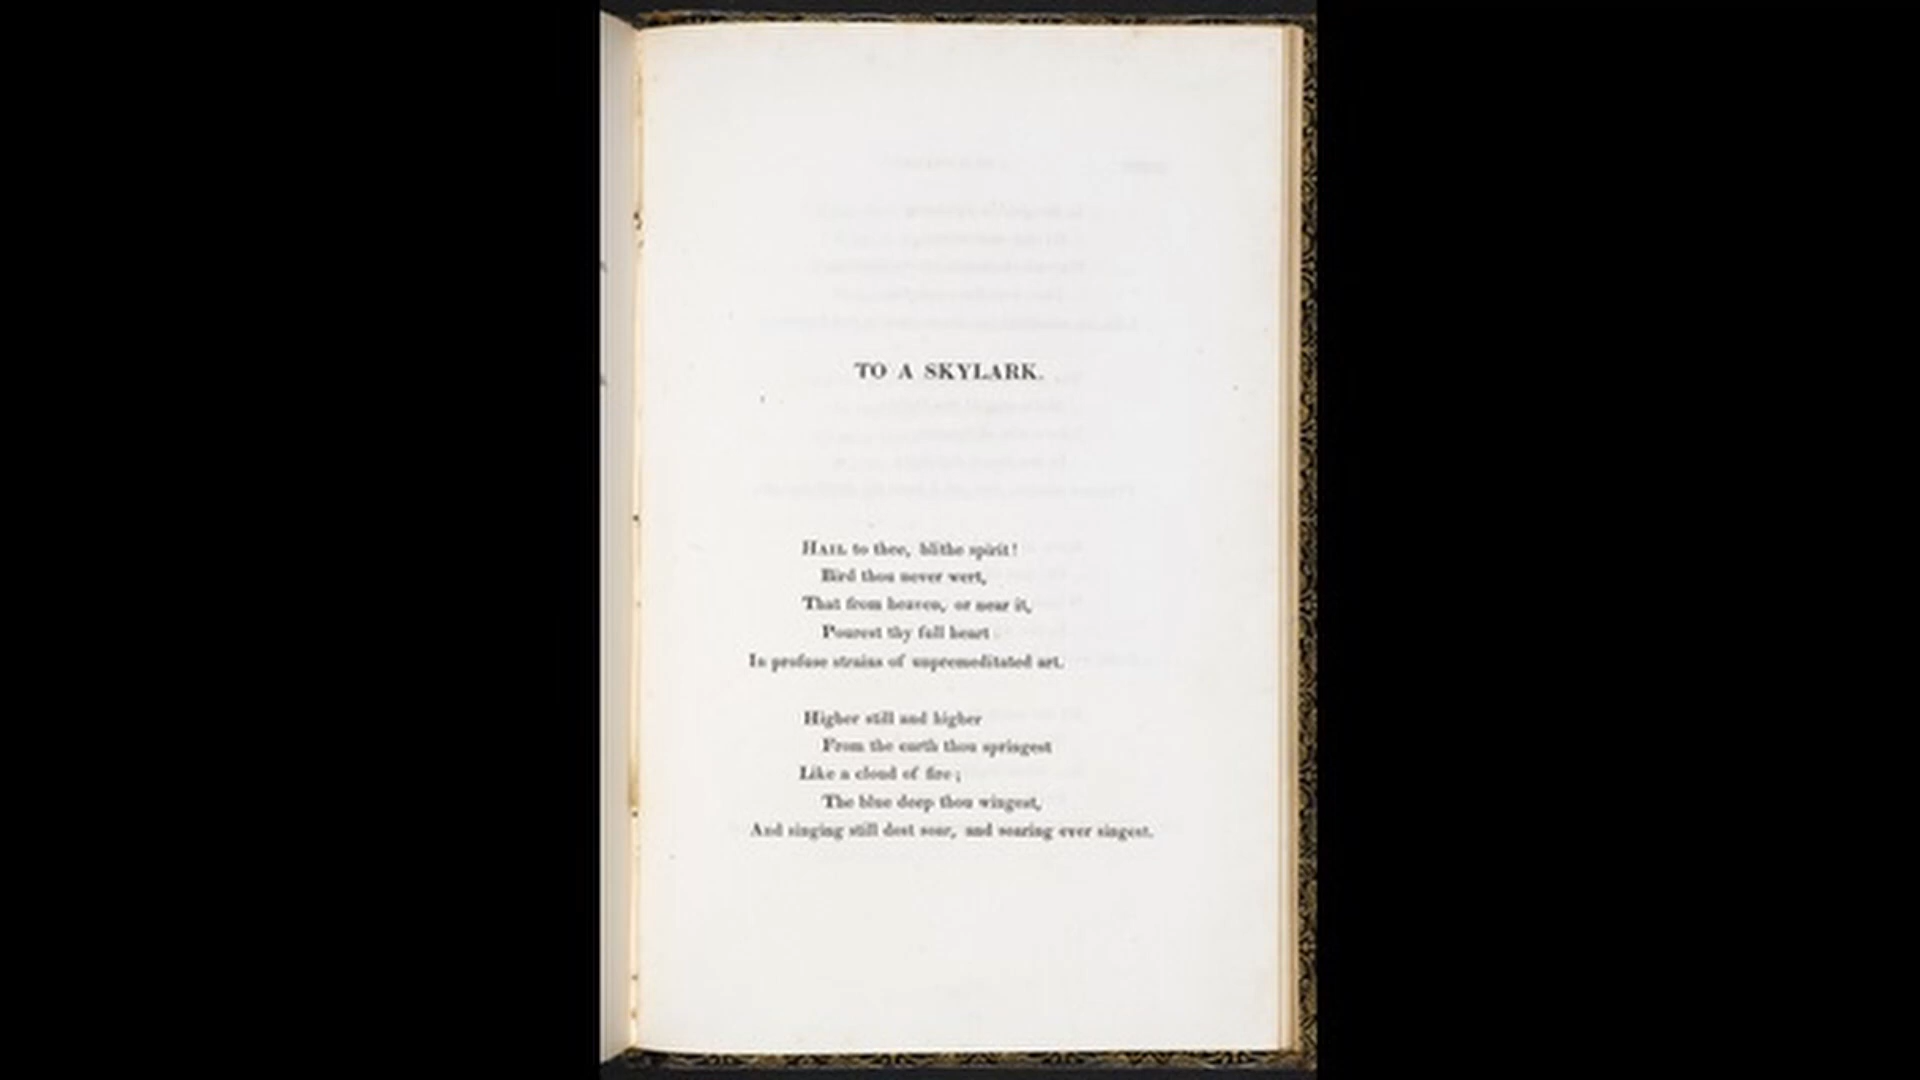 TO A SKYLARK.
HAIL to thee, blithe spirit!
Bird thou never wert,
That from heaven, or near it,
Pourest thy full heart
In profuse strains of unpremeditated art.
Higher still and higher
From the earth thou springest
Like a cloud of fire;
The blue deep thou wingest,
And singing still dost soar, and soaring ever singest.